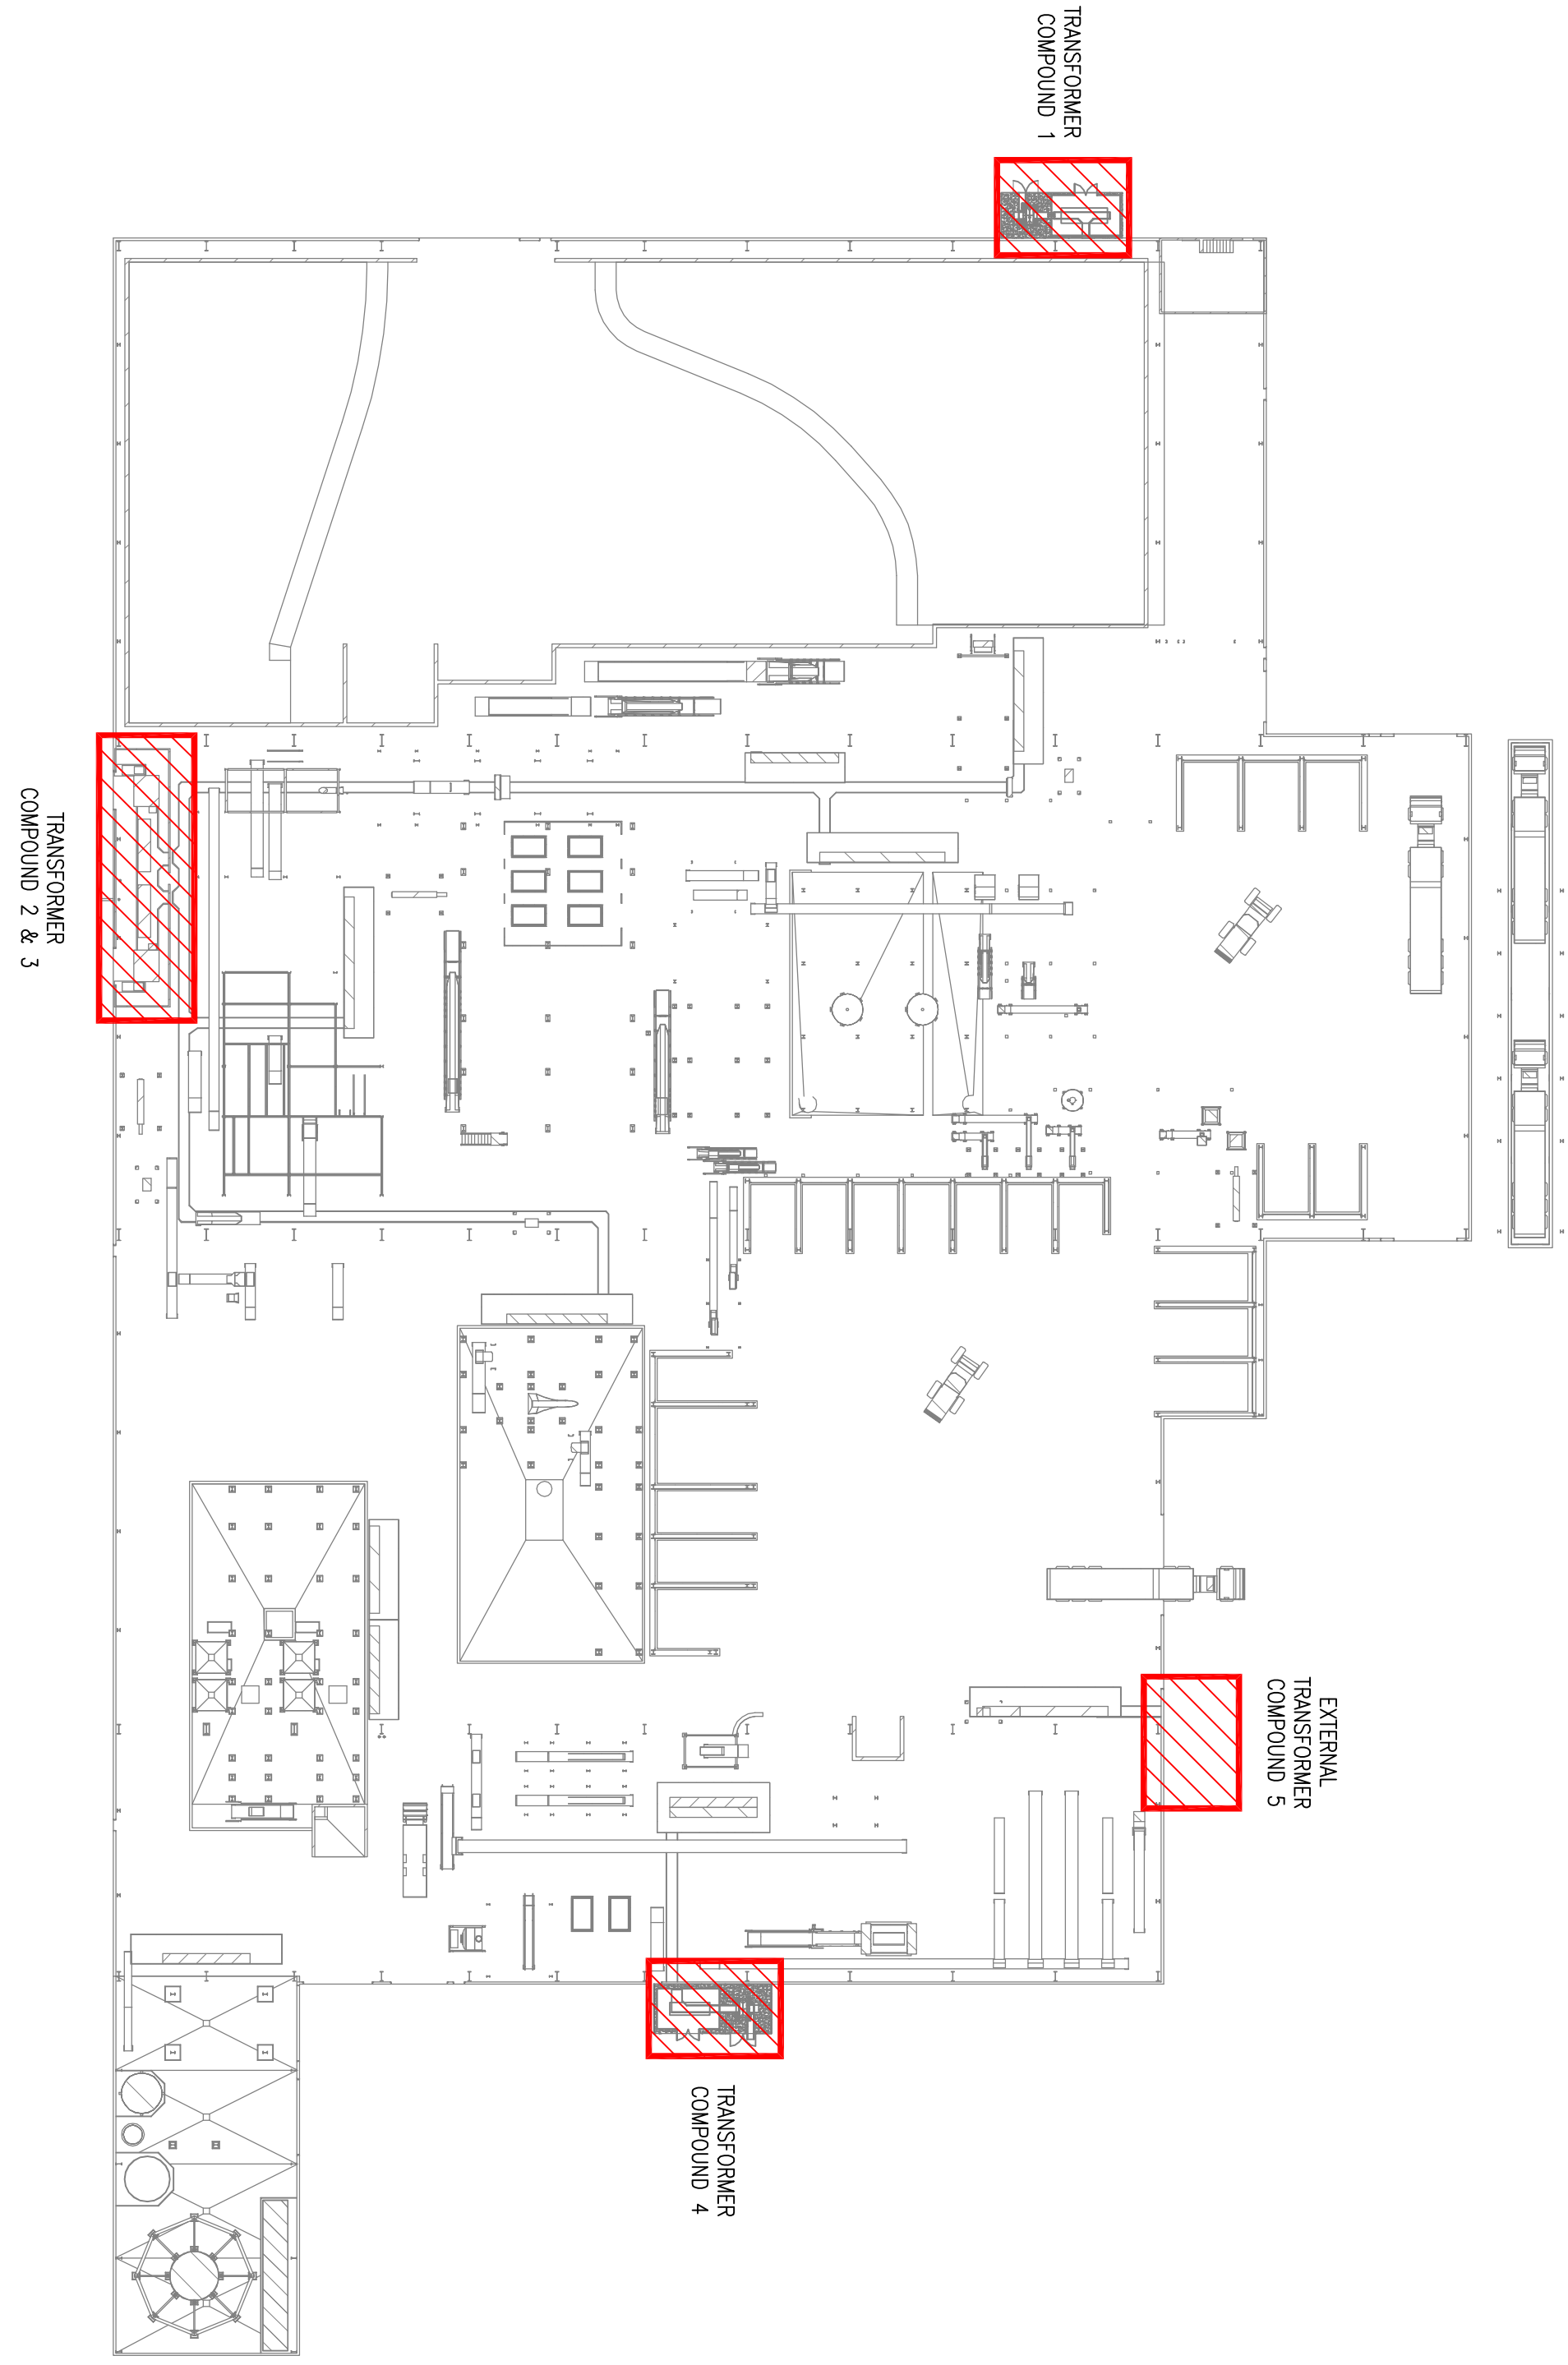 TRANSFORMER
COMPOUND 1
TRANSFORMER
COMPOUND 2 & 3
EXTERNAL
TRANSFORMER
COMPOUND 5
TRANSFORMER
COMPOUND 4